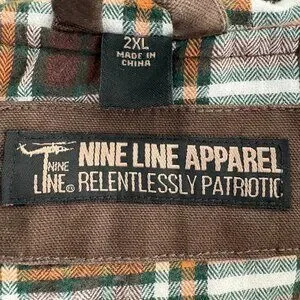 2XL
MADE IN
CHINA
NINE LINE APPAREL
NINE
LINE®
RELENTLESSLY PATRIOTIC